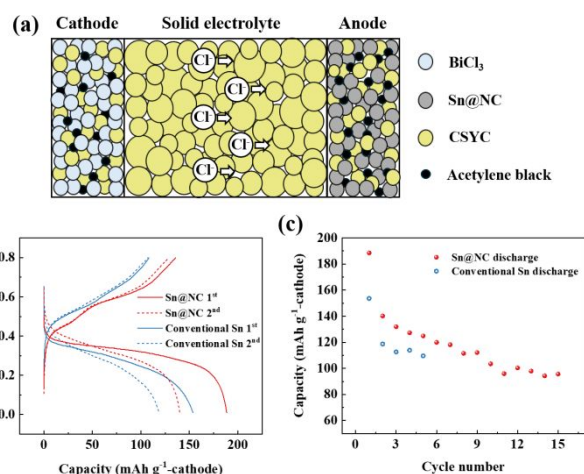 (a)
Cathode Solid electrolyte Anode
Cl-
Cl-
Cl-
Cl-
Cl-
BiCl3
Sn@NC
CSYC
Acetylene black
0.8
0.6
0.4
0.2
0.0
Sn@NC 1st
Sn@NC 2nd
Conventional Sn 1st
Conventional Sn 2nd
0 50 100 150 200
Capacity (mAh g-1-cathode)
(c)
Capacity (mAh g-1-cathode)
200
180
160
140
120
100
80
60
Sn@NC discharge
Conventional Sn discharge
0 3 6 9 12 15
Cycle number